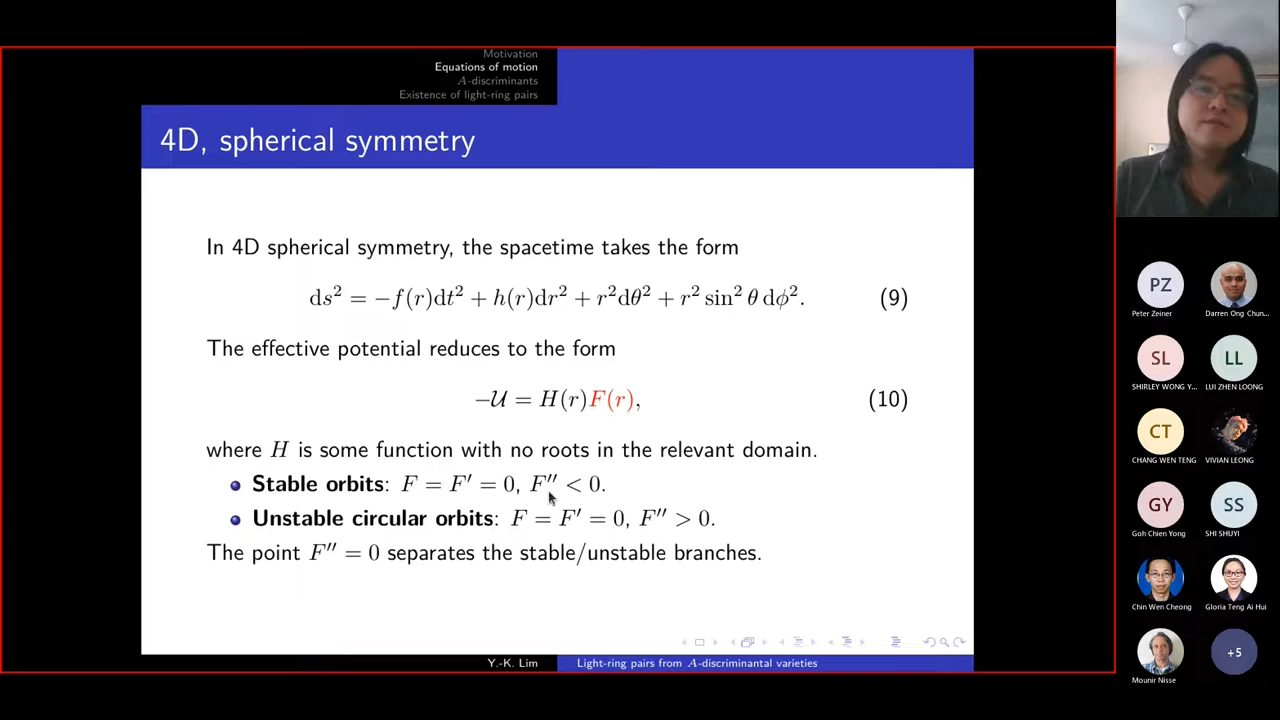 Motivation
Equations of motion
A-discriminants
Existence of light-ring pairs
4D, spherical symmetry
In 4D spherical symmetry, the spacetime takes the form
ds² = −f(r)dt² + h(r)dr² + r²dθ² + r² sin² θ dϕ². (9)
The effective potential reduces to the form
−𝒰 = H(r)F(r), (10)
where H is some function with no roots in the relevant domain.
Stable orbits: F = F′ = 0, F″ < 0.
Unstable circular orbits: F = F′ = 0, F″ > 0.
The point F″ = 0 separates the stable/unstable branches.
Y.-K. Lim
Light-ring pairs from A-discriminantal varieties
PZ
Peter Zeiner
Darren Ong Chun...
SL
SHIRLEY WONG Y...
LL
LUI ZHEN LOONG
CT
CHANG WEN TENG
VIVIAN LEONG
GY
Goh Chien Yong
SS
SHI SHUYI
Chin Wen Cheong
Gloria Teng Ai Hui
Mounir Nisse
+5